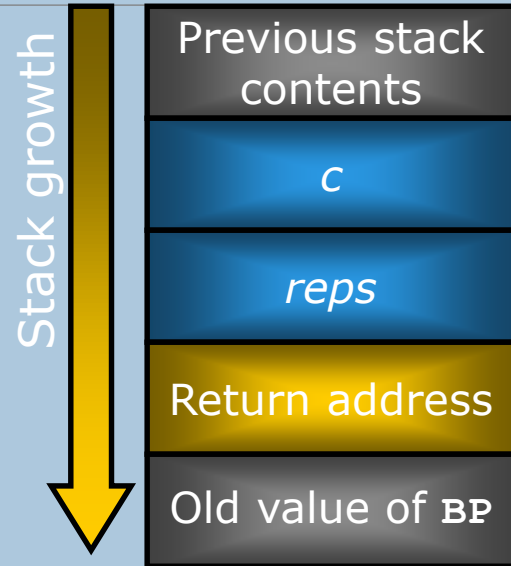 Stack growth
Previous stack
contents
c
reps
Return address
Old value of BP